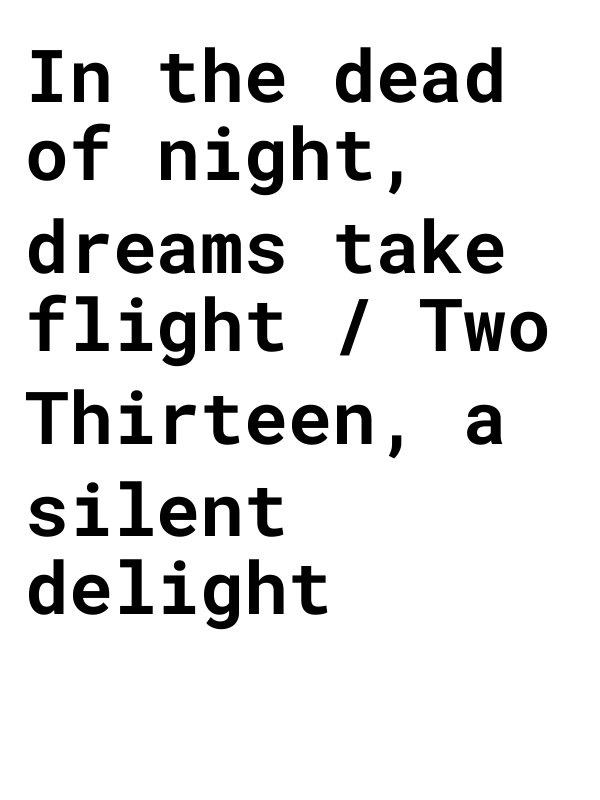 In the dead
of night,
dreams take
flight / Two
Thirteen, a
silent
delight